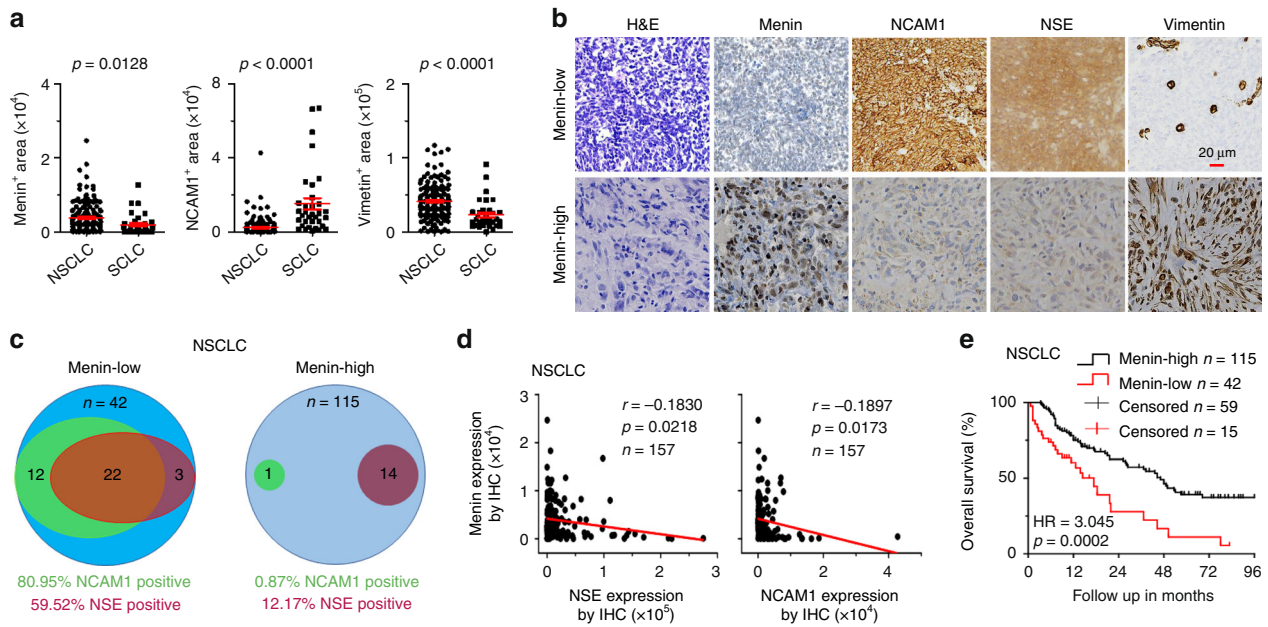 a
p = 0.0128
p < 0.0001
p < 0.0001
Menin+ area (×10⁴)
4
2
0
NSCLC
SCLC
NCAM1+ area (×10⁴)
8
4
0
NSCLC
SCLC
Vimetin+ area (×10⁵)
2
1
0
NSCLC
SCLC
b
H&E
Menin
NCAM1
NSE
Vimentin
Menin-low
20 μm
Menin-high
c
NSCLC
Menin-low
Menin-high
n = 42
12
22
3
n = 115
1
14
80.95% NCAM1 positive
59.52% NSE positive
0.87% NCAM1 positive
12.17% NSE positive
d
NSCLC
Menin expression
by IHC (×10⁴)
3
2
1
0
r = –0.1830
p = 0.0218
n = 157
0
1
2
3
NSE expression
by IHC (×10⁵)
r = –0.1897
p = 0.0173
n = 157
0
2
4
NCAM1 expression
by IHC (×10⁴)
e
NSCLC
Menin-high n = 115
Menin-low n = 42
Censored n = 59
Censored n = 15
Overall survival (%)
100
50
0
HR = 3.045
p = 0.0002
0
12
24
48
72
96
Follow up in months